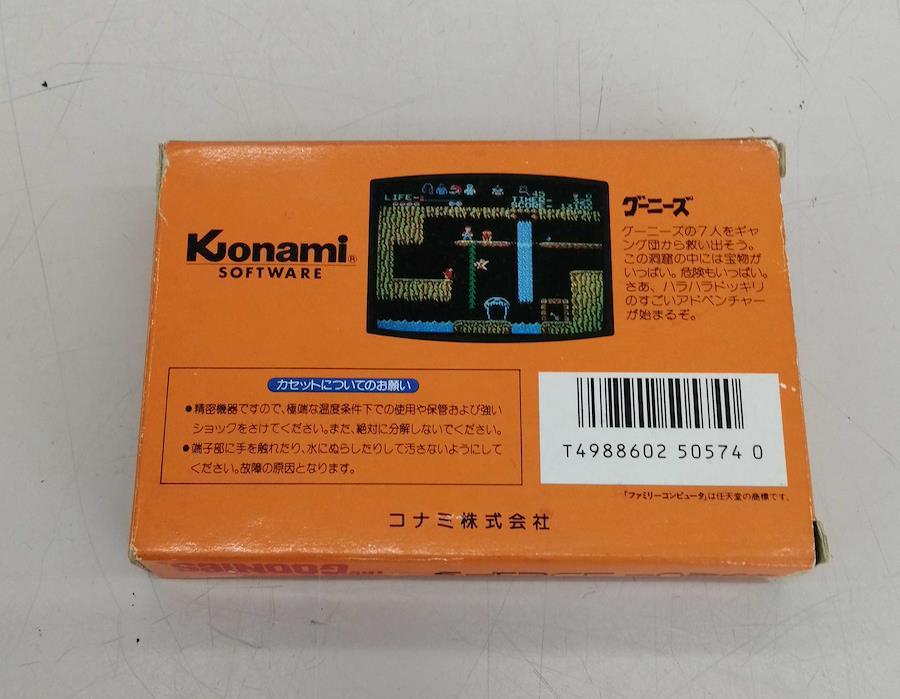 Konami®
SOFTWARE
LIFE-
TIMER-
SCORE-
グーニーズ
グーニーズの7人をギャ
ング団から救い出そう。
この洞窟の中には宝物が
いっぱい。危険もいっぱい。
さあ、ハラハラドッキリ
のすごいアドベンチャー
が始まるぞ。
カセットについてのお願い
●精密機器ですので、極端な温度条件下での使用や保管および強い
ショックをさけてください。また、絶対に分解しないでください。
●端子部に手を触れたり、水にぬらしたりして汚さないようにして
ください。故障の原因となります。
T4988602 50574 0
「ファミリーコンピュータ」は任天堂の商標です。
コナミ株式会社
GOONIES